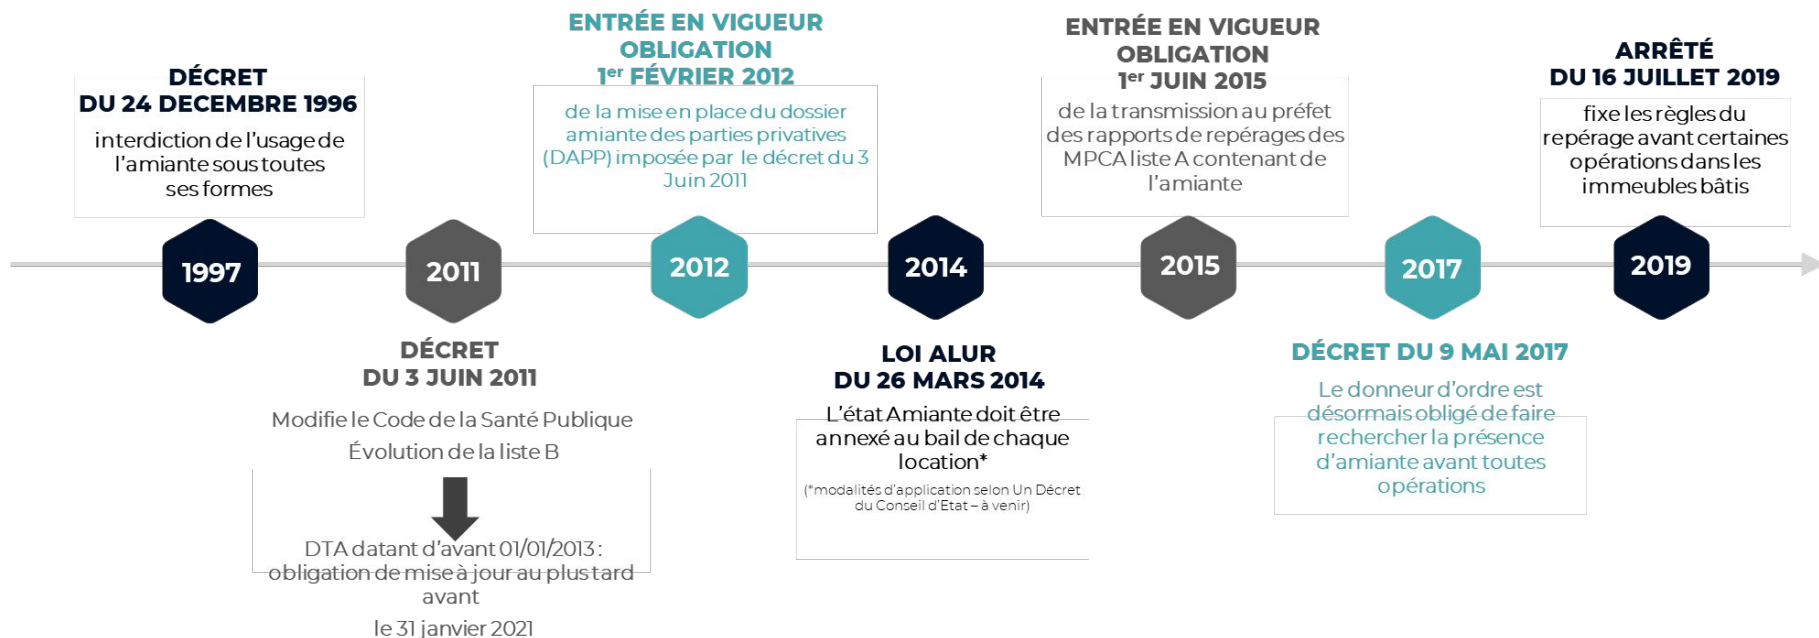 DÉCRET
DU 24 DECEMBRE 1996
interdiction de l'usage de
l'amiante sous toutes
ses formes
1997
2011
DÉCRET
DU 3 JUIN 2011
Modifie le Code de la Santé Publique
Évolution de la liste B
DTA datant d'avant 01/01/2013 :
obligation de mise à jour au plus tard
avant
le 31 janvier 2021
ENTRÉE EN VIGUEUR
OBLIGATION
1er FÉVRIER 2012
de la mise en place du dossier
amiante des parties privatives
(DAPP) imposée par le décret du 3
Juin 2011
2012
2014
LOI ALUR
DU 26 MARS 2014
L'état Amiante doit être
annexé au bail de chaque
location*
(*modalités d'application selon Un Décret
du Conseil d'Etat – à venir)
ENTRÉE EN VIGUEUR
OBLIGATION
1er JUIN 2015
de la transmission au préfet
des rapports de repérages des
MPCA liste A contenant de
l'amiante
2015
2017
DÉCRET DU 9 MAI 2017
Le donneur d'ordre est
désormais obligé de faire
rechercher la présence
d'amiante avant toutes
opérations
ARRÊTÉ
DU 16 JUILLET 2019
fixe les règles du
repérage avant certaines
opérations dans les
immeubles bâtis
2019